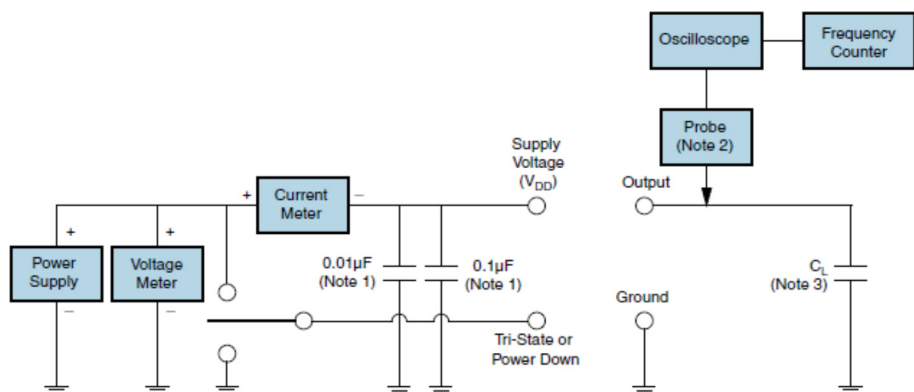 Oscilloscope
Frequency
Counter
Probe
(Note 2)
Supply
Voltage
(VDD)
Output
+
Current
Meter
–
+
Power
Supply
–
+
Voltage
Meter
–
0.01µF
(Note 1)
0.1µF
(Note 1)
CL
(Note 3)
Ground
Tri-State or
Power Down